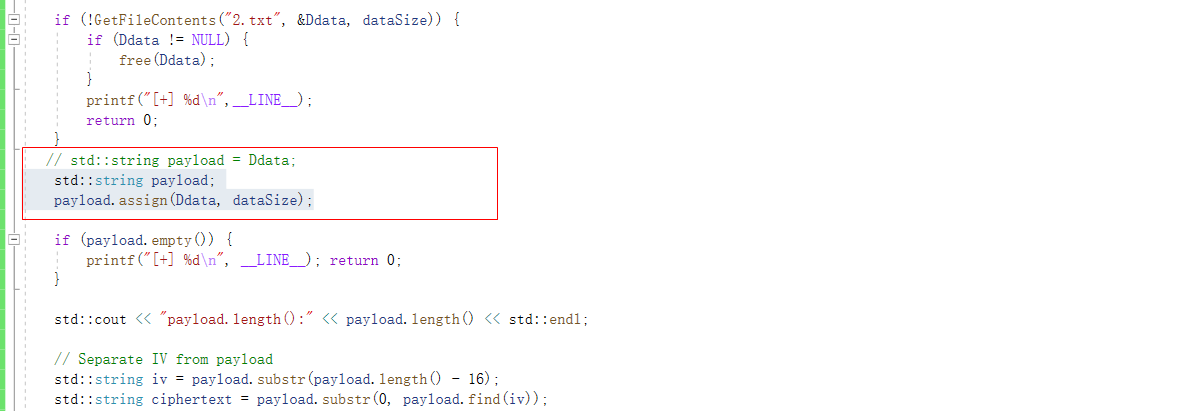 if (!GetFileContents("2.txt", &Ddata, dataSize)) {
if (Ddata != NULL) {
free(Ddata);
}
printf("[+] %d\n",__LINE__);
return 0;
}
// std::string payload = Ddata;
std::string payload;
payload.assign(Ddata, dataSize);
if (payload.empty()) {
printf("[+] %d\n", __LINE__); return 0;
}
std::cout << "payload.length():" << payload.length() << std::endl;
// Separate IV from payload
std::string iv = payload.substr(payload.length() - 16);
std::string ciphertext = payload.substr(0, payload.find(iv));